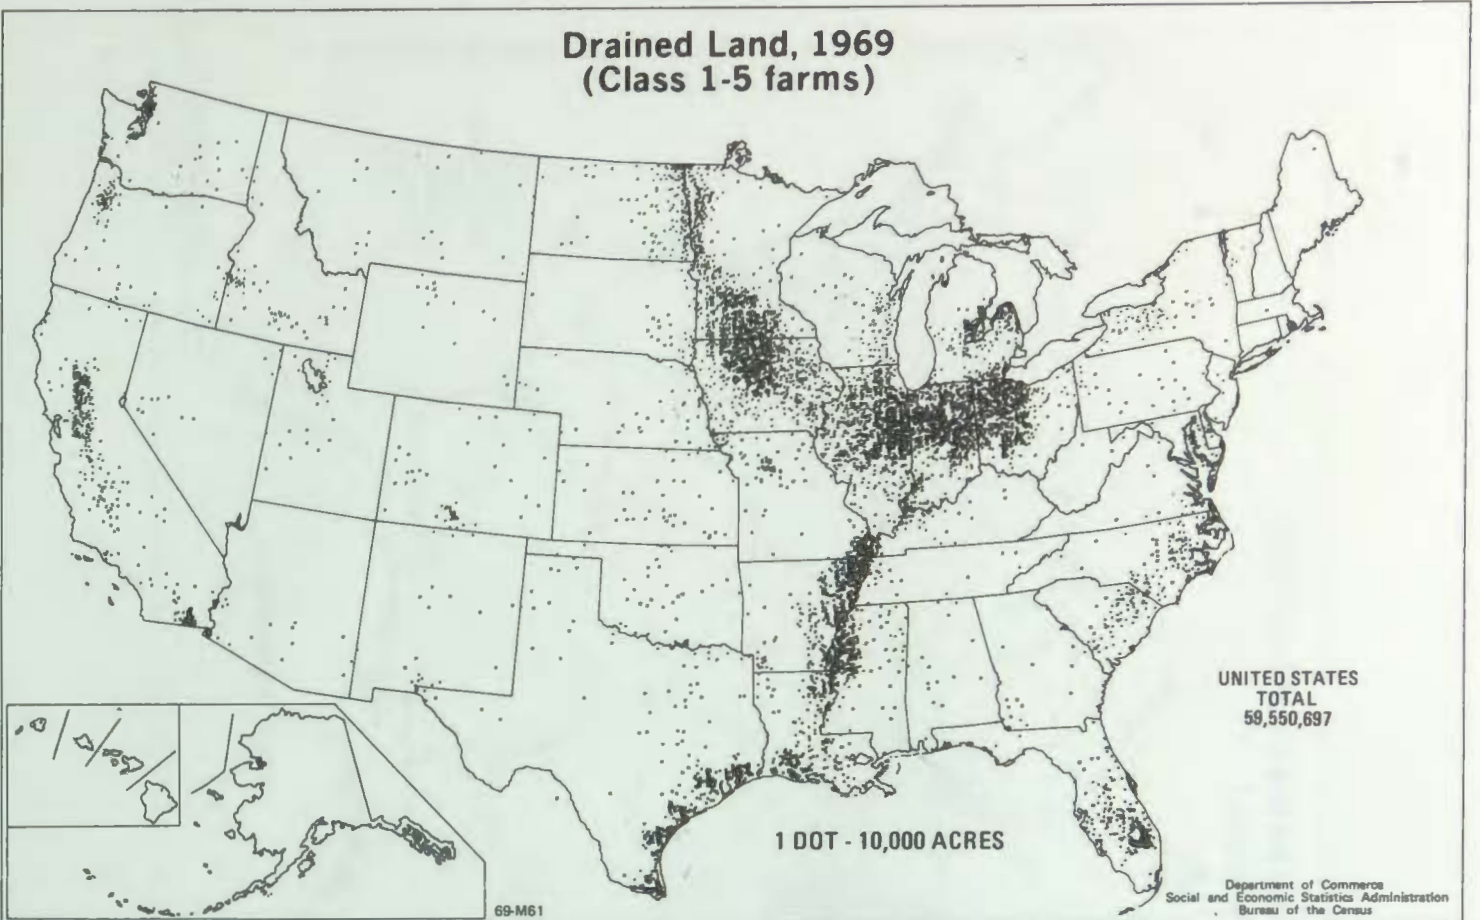 Drained Land, 1969
(Class 1-5 farms)
UNITED STATES
TOTAL
59,550,697
1 DOT - 10,000 ACRES
Department of Commerce
Social and Economic Statistics Administration
Bureau of the Census
69-M61